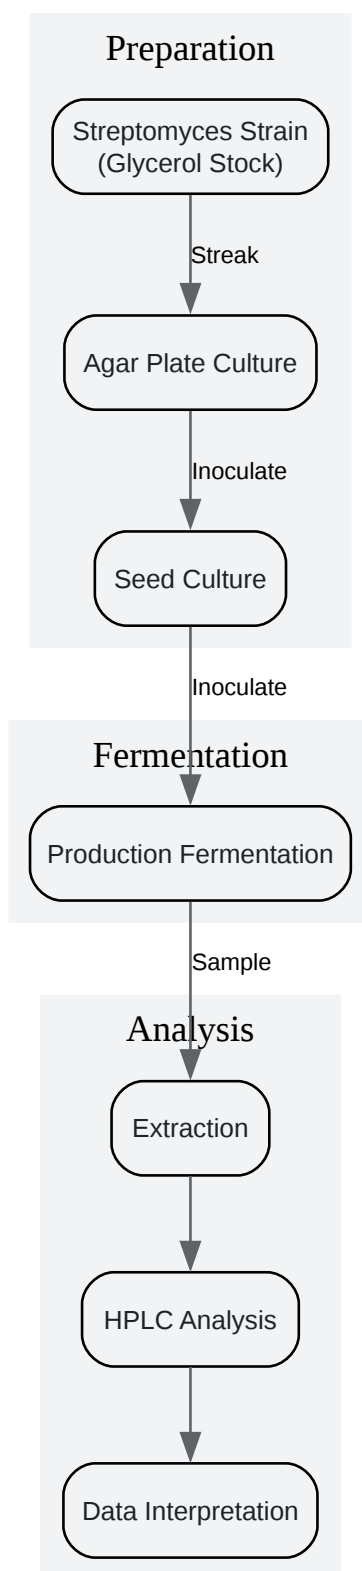 Preparation
Streptomyces Strain
(Glycerol Stock)
Streak
Agar Plate Culture
Inoculate
Seed Culture
Inoculate
Fermentation
Production Fermentation
Sample
Analysis
Extraction
HPLC Analysis
Data Interpretation